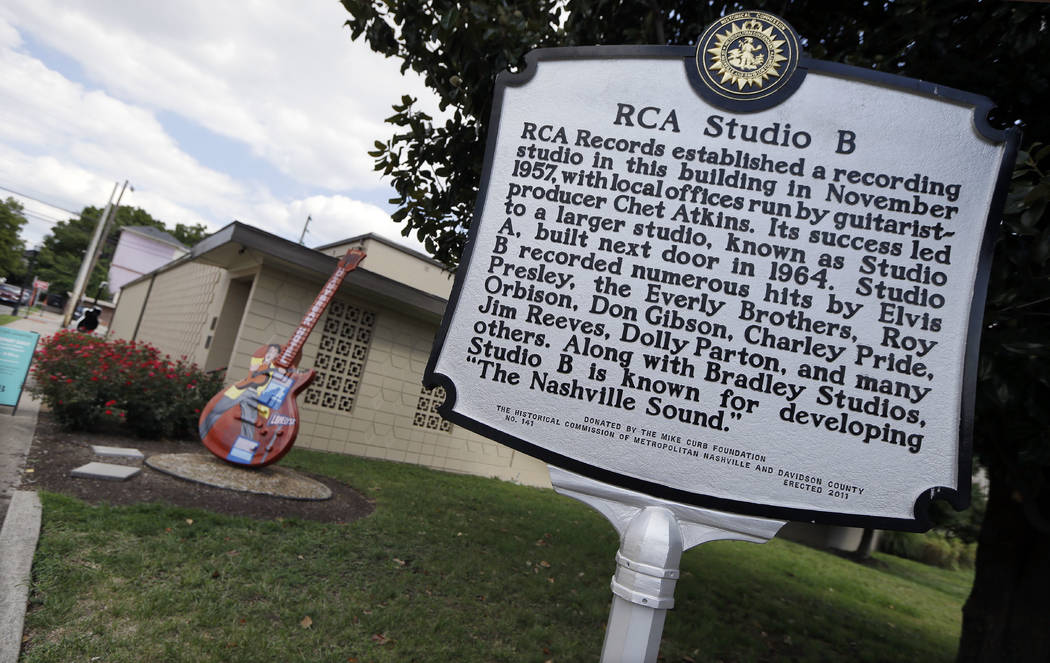 HISTORICAL COMMISSION
RCA Studio B
RCA Records established a recording
studio in this building in November
1957, with local offices run by guitarist-
producer Chet Atkins. Its success led
to a larger studio, known as Studio
A, built next door in 1964. Studio
B recorded numerous hits by Elvis
Presley, the Everly Brothers, Roy
Orbison, Don Gibson, Charley Pride,
Jim Reeves, Dolly Parton, and many
others. Along with Bradley Studios,
Studio B is known for developing
"The Nashville Sound."
DONATED BY THE MIKE CURB FOUNDATION
THE HISTORICAL COMMISSION OF METROPOLITAN NASHVILLE AND DAVIDSON COUNTY
NO. 141
ERECTED 2011